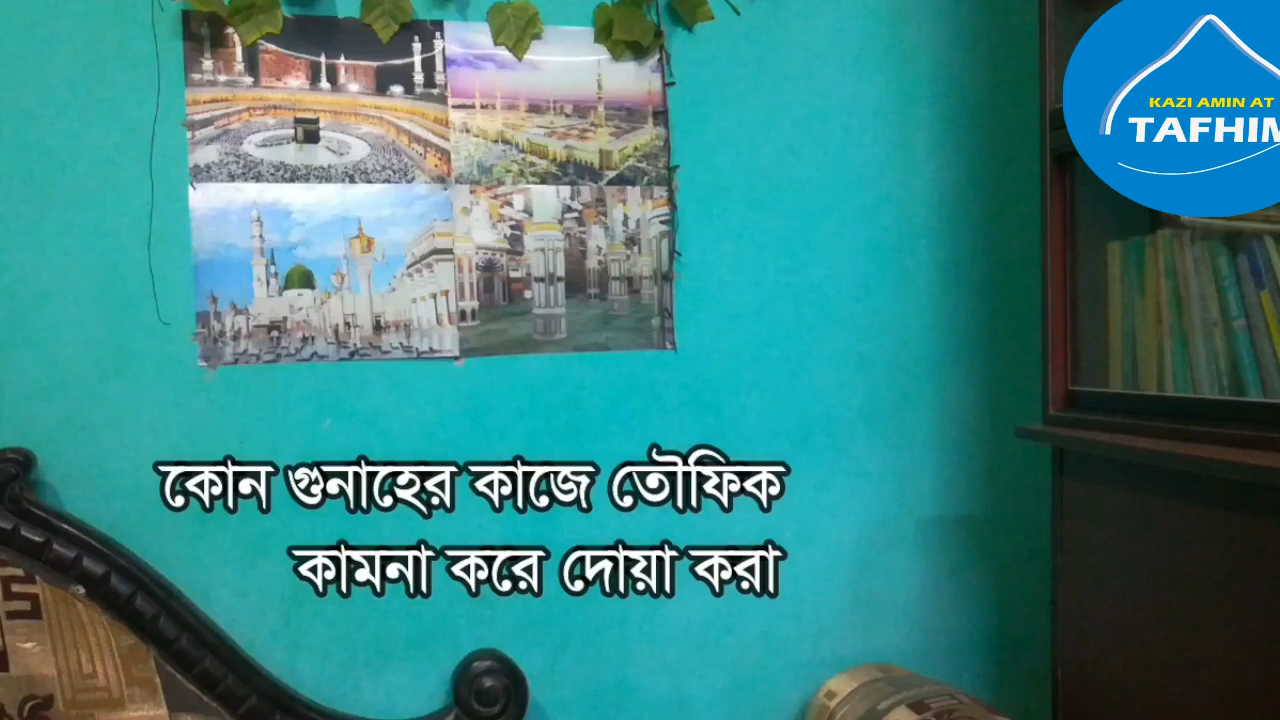 KAZI AMIN AT
TAFHIM
কোন গুনাহের কাজে তৌফিক
কামনা করে দোয়া করা